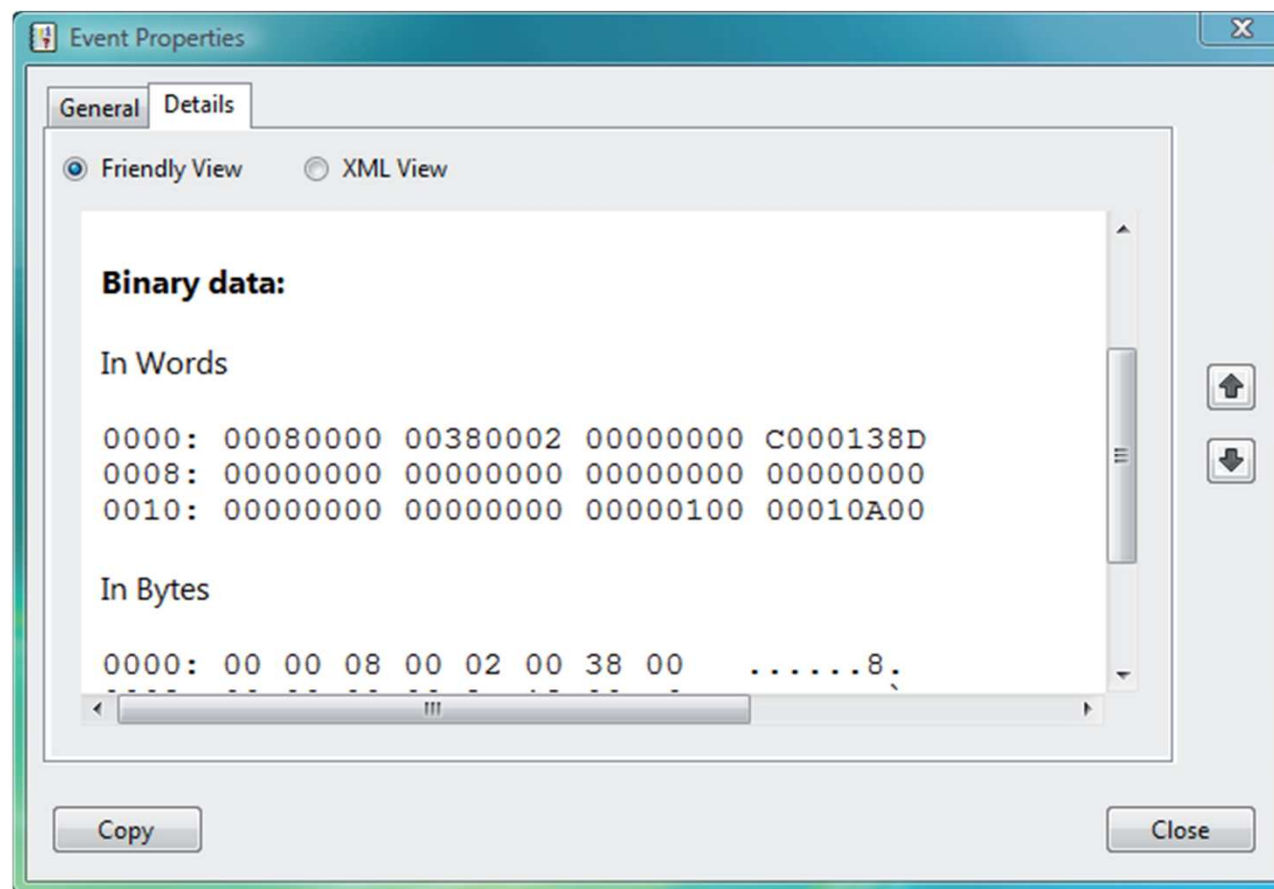 Event Properties
General Details
Friendly View XML View
Binary data:
In Words
0000: 00080000 00380002 00000000 C000138D
0008: 00000000 00000000 00000000 00000000
0010: 00000000 00000000 00000100 00010A00
In Bytes
0000: 00 00 08 00 02 00 38 00 ......8.
Copy Close